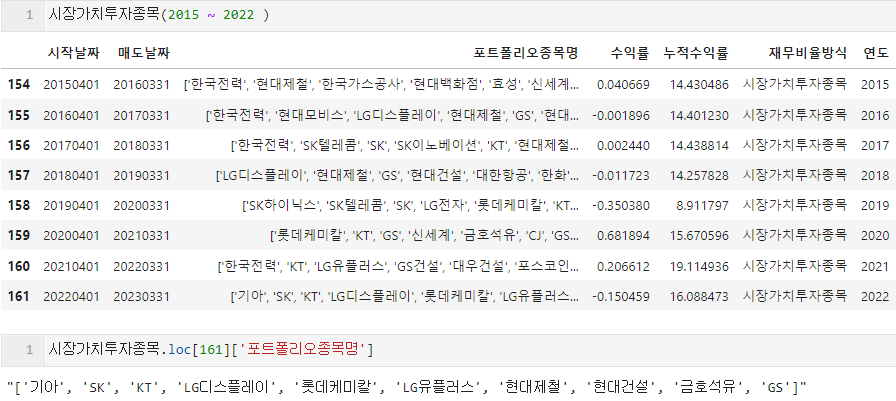 1 시장가치투자종목(2015 ~ 2022 )
시작날짜 매도날짜 포트폴리오종목명 수익률 누적수익률 재무비율방식 연도
154 20150401 20160331 ['한국전력', '현대제철', '한국가스공사', '현대백화점', '효성', '신세계... 0.040669 14.430486 시장가치투자종목 2015
155 20160401 20170331 ['한국전력', '현대모비스', 'LG디스플레이', '현대제철', 'GS', '현대... -0.001896 14.401230 시장가치투자종목 2016
156 20170401 20180331 ['한국전력', 'SK텔레콤', 'SK', 'SK이노베이션', 'KT', '현대제철... 0.002440 14.438814 시장가치투자종목 2017
157 20180401 20190331 ['LG디스플레이', '현대제철', 'GS', '현대건설', '대한항공', '한화'... -0.011723 14.257828 시장가치투자종목 2018
158 20190401 20200331 ['SK하이닉스', 'SK텔레콤', 'SK', 'LG전자', '롯데케미칼', 'KT... -0.350380 8.911797 시장가치투자종목 2019
159 20200401 20210331 ['롯데케미칼', 'KT', 'GS', '신세계', '금호석유', 'CJ', 'GS... 0.681894 15.670596 시장가치투자종목 2020
160 20210401 20220331 ['한국전력', 'KT', 'LG유플러스', 'GS건설', '대우건설', '포스코인... 0.206612 19.114936 시장가치투자종목 2021
161 20220401 20230331 ['기아', 'SK', 'KT', 'LG디스플레이', '롯데케미칼', 'LG유플러스... -0.150459 16.088473 시장가치투자종목 2022
1 시장가치투자종목.loc[161]['포트폴리오종목명']
"['기아', 'SK', 'KT', 'LG디스플레이', '롯데케미칼', 'LG유플러스', '현대제철', '현대건설', '금호석유', 'GS']"